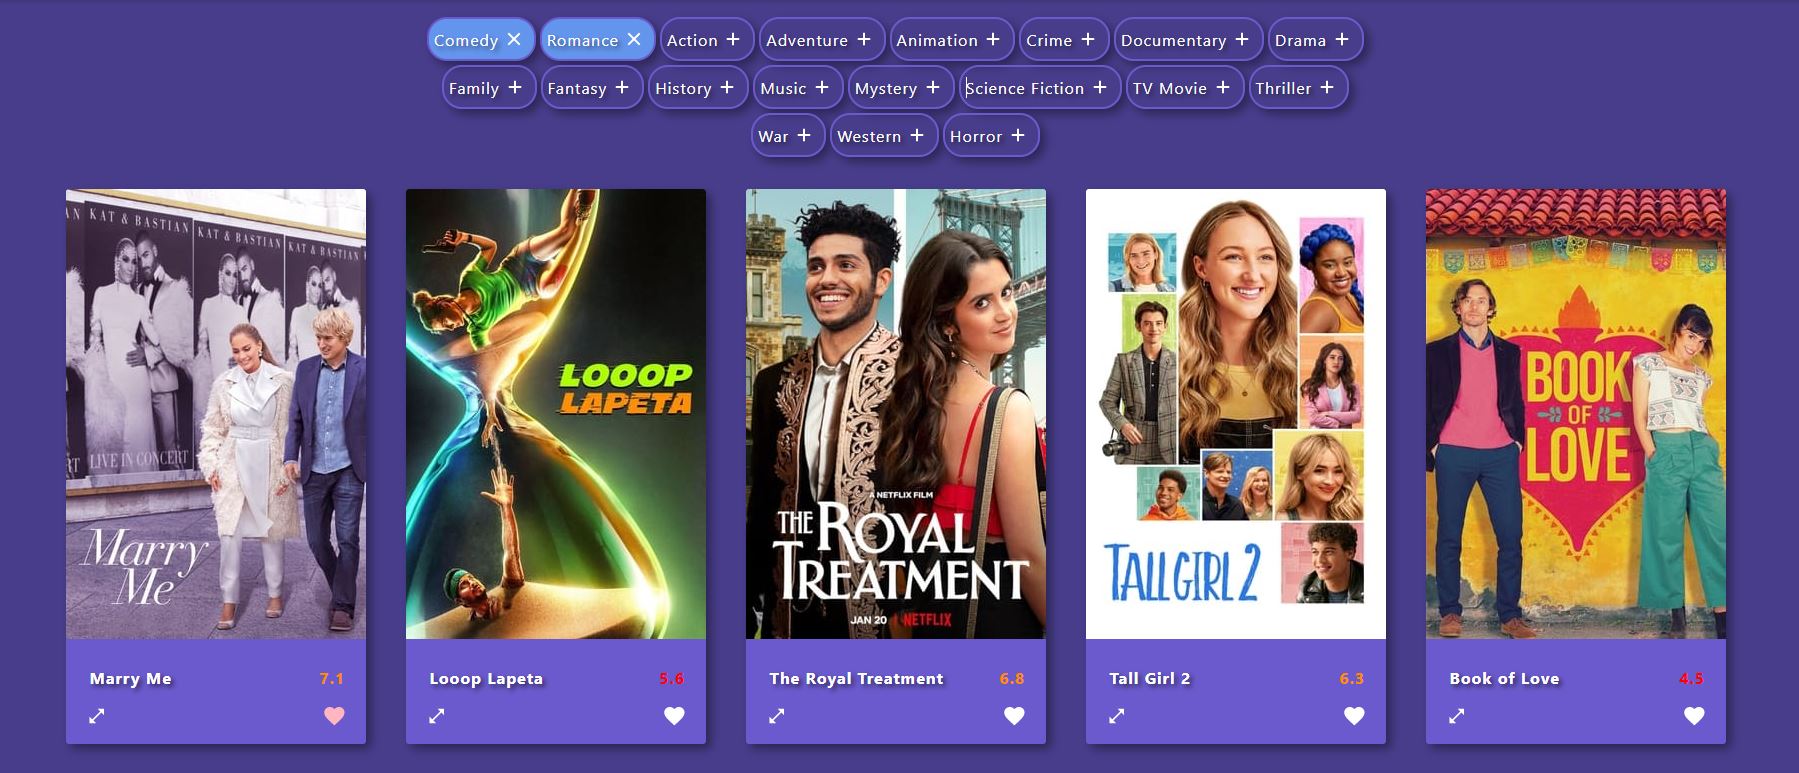 Comedy × Romance × Action + Adventure + Animation + Crime + Documentary + Drama +
Family + Fantasy + History + Music + Mystery + Science Fiction + TV Movie + Thriller +
War + Western + Horror +
AN KAT & BASTIAN KAT & BASTIAN KAT & BASTIAN
RT LIVE IN CONCERT
Marry
Me
LOOOP
LAPETA
A NETFLIX FILM
THE ROYAL
TREATMENT
JAN 20 | NETFLIX
TALL GIRL 2
BOOK
OF
LOVE
Marry Me 7.1
Looop Lapeta 5.6
The Royal Treatment 6.8
Tall Girl 2 6.3
Book of Love 4.5